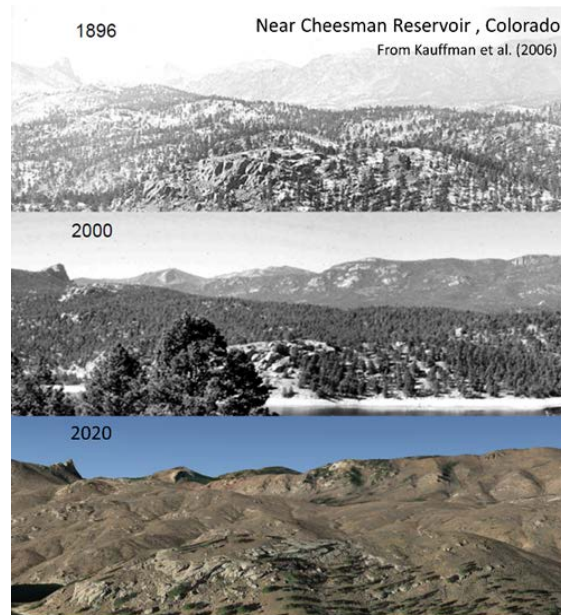 1896
Near Cheesman Reservoir , Colorado
From Kauffman et al. (2006)
2000
2020